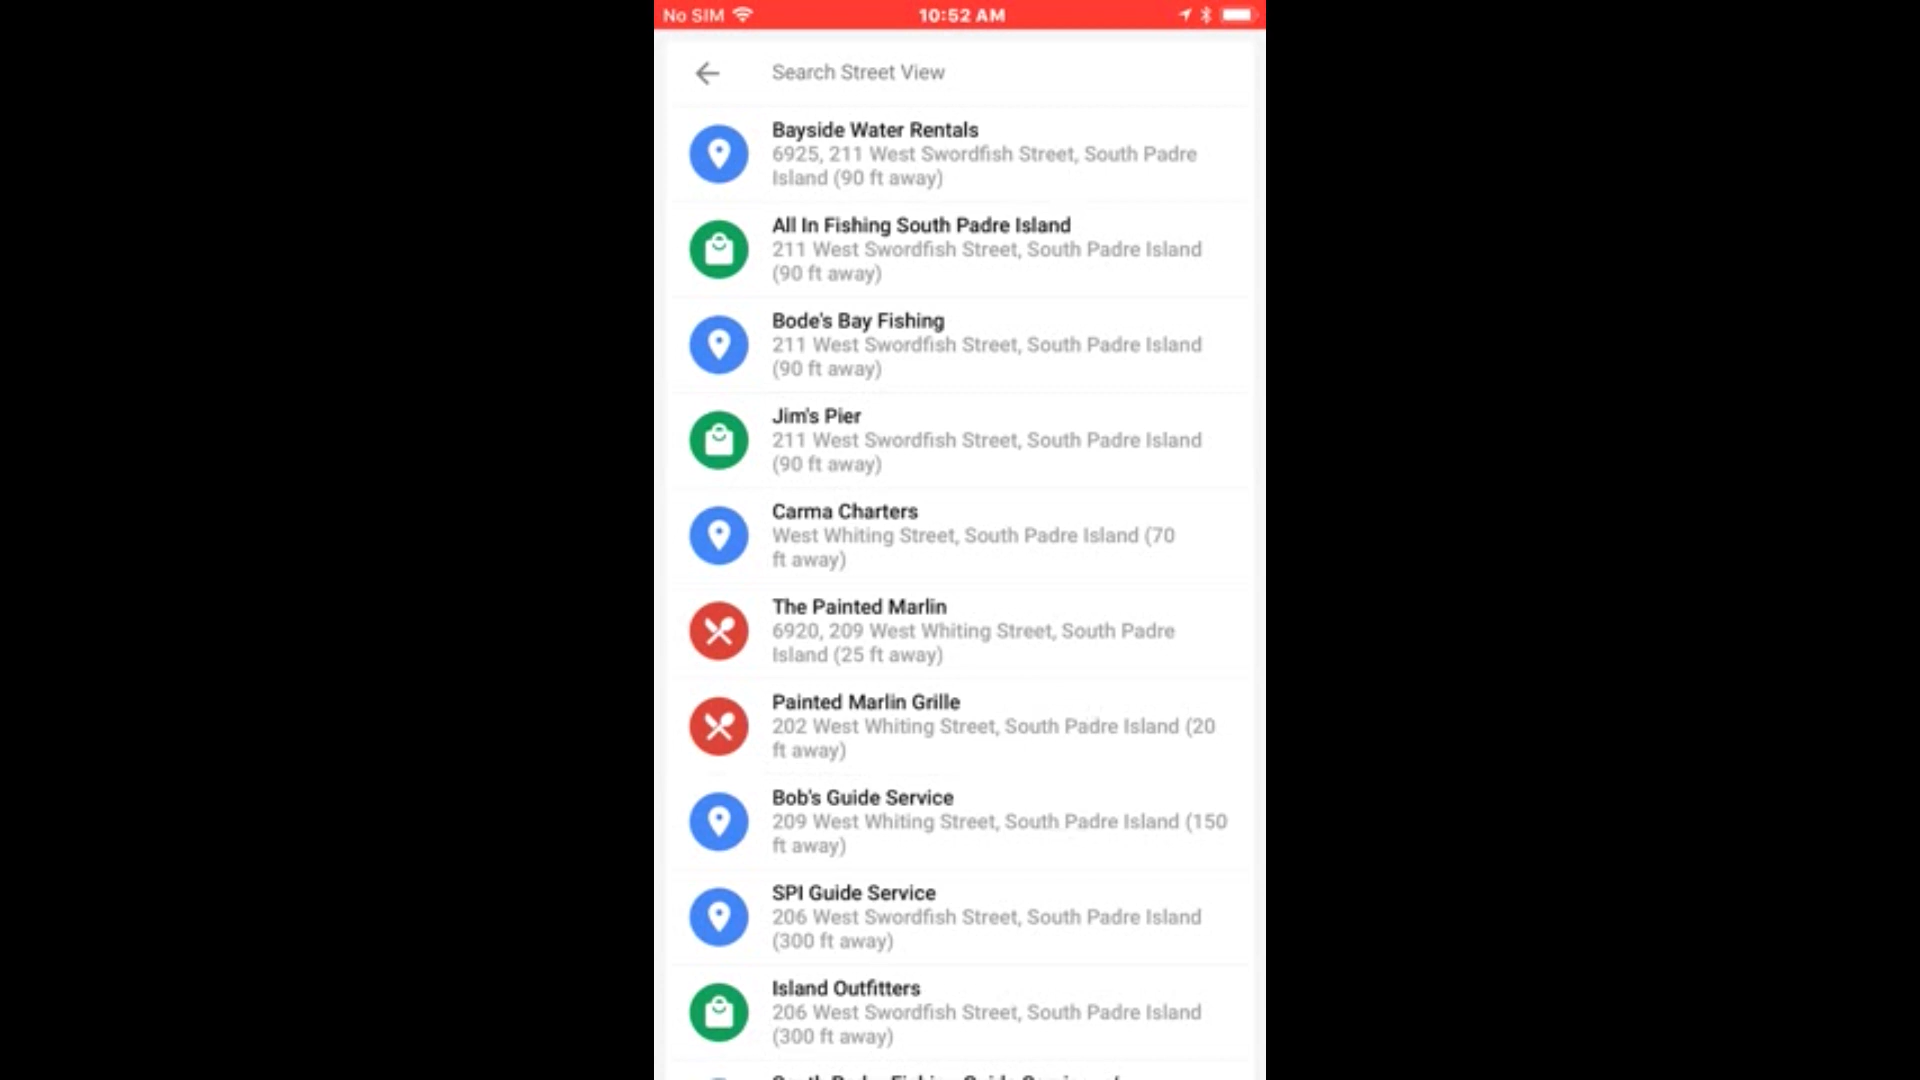 No SIM 10:52 AM
Search Street View
Bayside Water Rentals
6925, 211 West Swordfish Street, South Padre
Island (90 ft away)
All In Fishing South Padre Island
211 West Swordfish Street, South Padre Island
(90 ft away)
Bode's Bay Fishing
211 West Swordfish Street, South Padre Island
(90 ft away)
Jim's Pier
211 West Swordfish Street, South Padre Island
(90 ft away)
Carma Charters
West Whiting Street, South Padre Island (70
ft away)
The Painted Marlin
6920, 209 West Whiting Street, South Padre
Island (25 ft away)
Painted Marlin Grille
202 West Whiting Street, South Padre Island (20
ft away)
Bob's Guide Service
209 West Whiting Street, South Padre Island (150
ft away)
SPI Guide Service
206 West Swordfish Street, South Padre Island
(300 ft away)
Island Outfitters
206 West Swordfish Street, South Padre Island
(300 ft away)